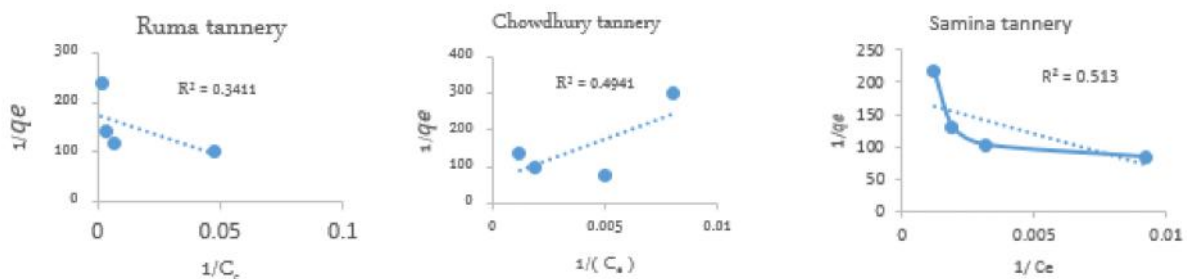 Ruma tannery
300
200
100
0
1/qe
R² = 0.3411
0
0.05
0.1
1/Cₑ
Chowdhury tannery
400
300
200
100
0
1/qe
R² = 0.4941
0
0.005
0.01
1/( Cₑ )
Samina tannery
250
200
150
100
50
0
1/qe
R² = 0.513
0
0.005
0.01
1/ Ce